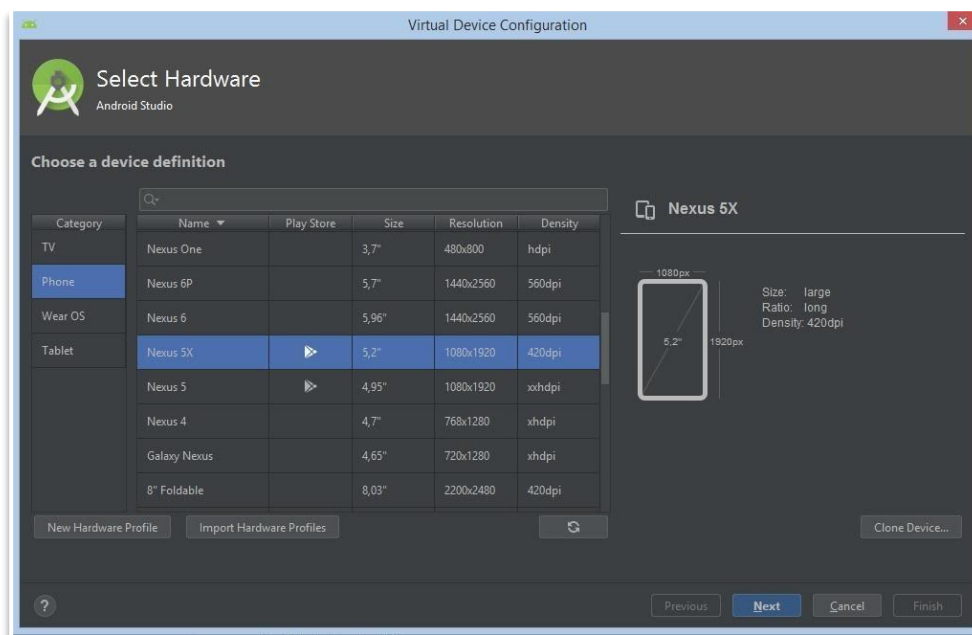 Virtual Device Configuration
Select Hardware
Android Studio
Choose a device definition
Category
TV
Phone
Wear OS
Tablet
Name Play Store Size Resolution Density
Nexus One 3,7" 480x800 hdpi
Nexus 6P 5,7" 1440x2560 560dpi
Nexus 6 5,96" 1440x2560 560dpi
Nexus 5X 5,2" 1080x1920 420dpi
Nexus 5 4,95" 1080x1920 xxhdpi
Nexus 4 4,7" 768x1280 xhdpi
Galaxy Nexus 4,65" 720x1280 xhdpi
8" Foldable 8,03" 2200x2480 420dpi
New Hardware Profile Import Hardware Profiles
Nexus 5X
1080px
5,2"
1920px
Size: large
Ratio: long
Density: 420dpi
Clone Device...
? Previous Next Cancel Finish